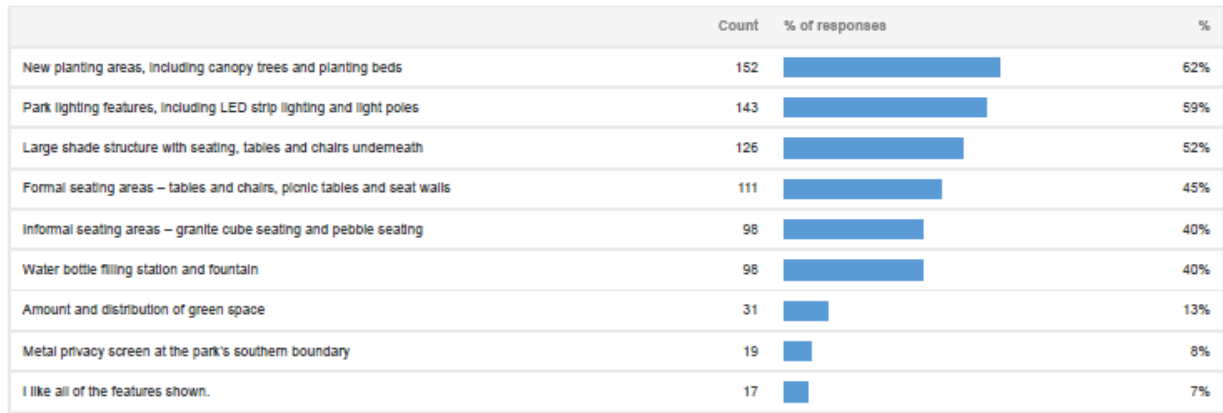 Count % of responses %
New planting areas, including canopy trees and planting beds 152 62%
Park lighting features, including LED strip lighting and light poles 143 59%
Large shade structure with seating, tables and chairs underneath 126 52%
Formal seating areas – tables and chairs, picnic tables and seat walls 111 45%
Informal seating areas – granite cube seating and pebble seating 98 40%
Water bottle filling station and fountain 98 40%
Amount and distribution of green space 31 13%
Metal privacy screen at the park's southern boundary 19 8%
I like all of the features shown. 17 7%